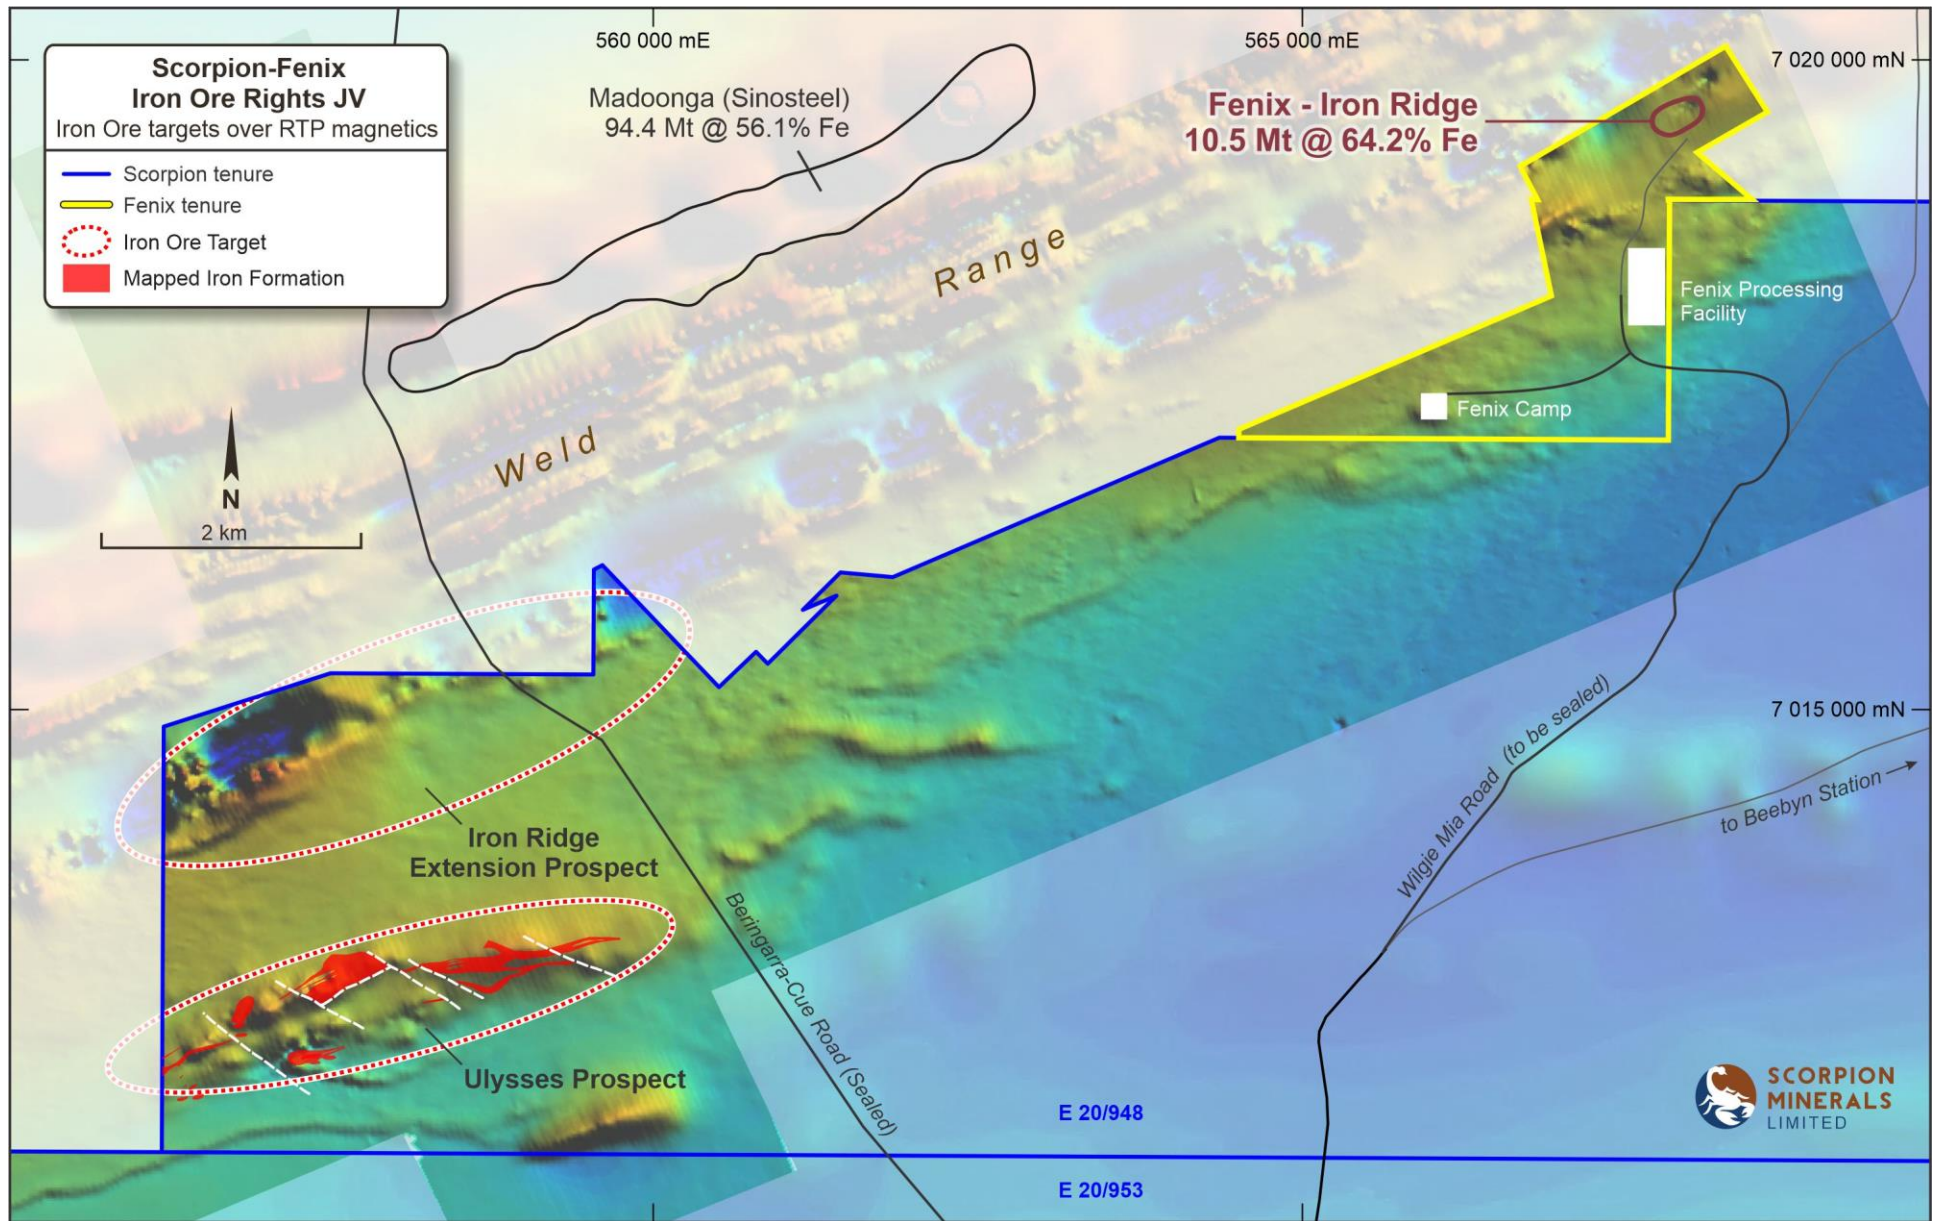 Scorpion-Fenix
Iron Ore Rights JV
Iron Ore targets over RTP magnetics
Scorpion tenure
Fenix tenure
Iron Ore Target
Mapped Iron Formation
560 000 mE
565 000 mE
7 020 000 mN
Madoonga (Sinosteel)
94.4 Mt @ 56.1% Fe
Fenix - Iron Ridge
10.5 Mt @ 64.2% Fe
Weld Range
Fenix Processing
Facility
Fenix Camp
N
2 km
7 015 000 mN
Iron Ridge
Extension Prospect
Wilgie Mia Road (to be sealed)
to Beebyn Station
Beringarra-Cue Road (Sealed)
Ulysses Prospect
E 20/948
E 20/953
SCORPION
MINERALS
LIMITED